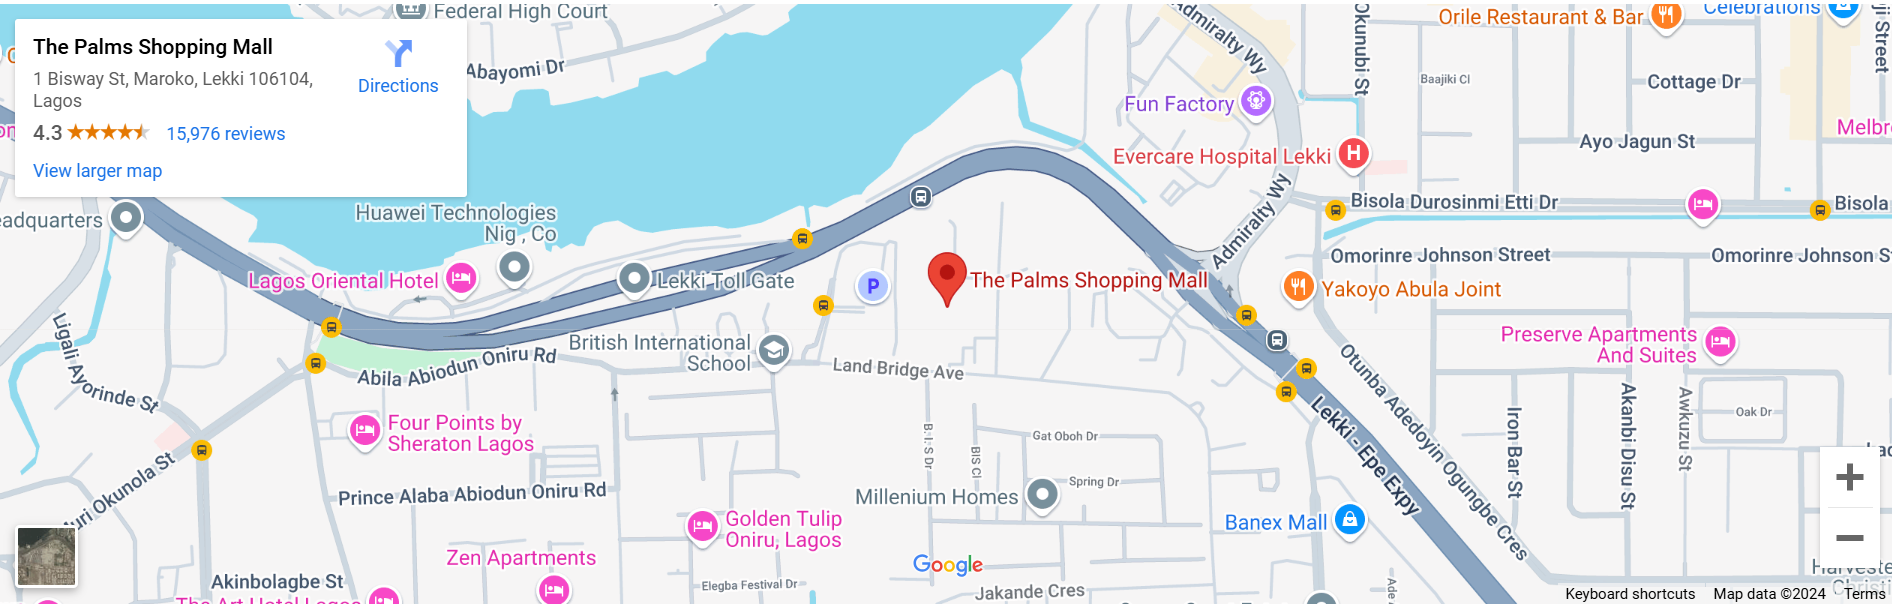 The Palms Shopping Mall
1 Bisway St, Maroko, Lekki 106104,
Lagos
Directions
4.3
15,976 reviews
View larger map
Federal High Court
Abayomi Dr
Admiralty Wy
Okunubi St
Orile Restaurant & Bar
Celebrations
Street
Baajiki Cl
Cottage Dr
Fun Factory
Ayo Jagun St
Evercare Hospital Lekki
H
Admiralty Wy
Bisola Durosinmi Etti Dr
Bisola
Huawei Technologies
Nig , Co
Lagos Oriental Hotel
Lekki Toll Gate
P
The Palms Shopping Mall
Omorinre Johnson Street
Omorinre Johnson S
Yakoyo Abula Joint
Preserve Apartments
And Suites
Ligali Ayorinde St
Abila Abiodun Oniru Rd
British International
School
Land Bridge Ave
Otunba Adedoyin Ogungbe Cres
Lekki - Epe Expy
Iron Bar St
Akanbi Disu St
Awkuzu St
Oak Dr
Four Points by
Sheraton Lagos
B.I.S Dr
BIS Cl
Gat Oboh Dr
Spring Dr
Millenium Homes
Prince Alaba Abiodun Oniru Rd
Golden Tulip
Oniru, Lagos
Banex Mall
Zen Apartments
Akinbolagbe St
The Art Hotel Lagos
Elegba Festival Dr
Google
Jakande Cres
Keyboard shortcuts
Map data ©2024
Terms